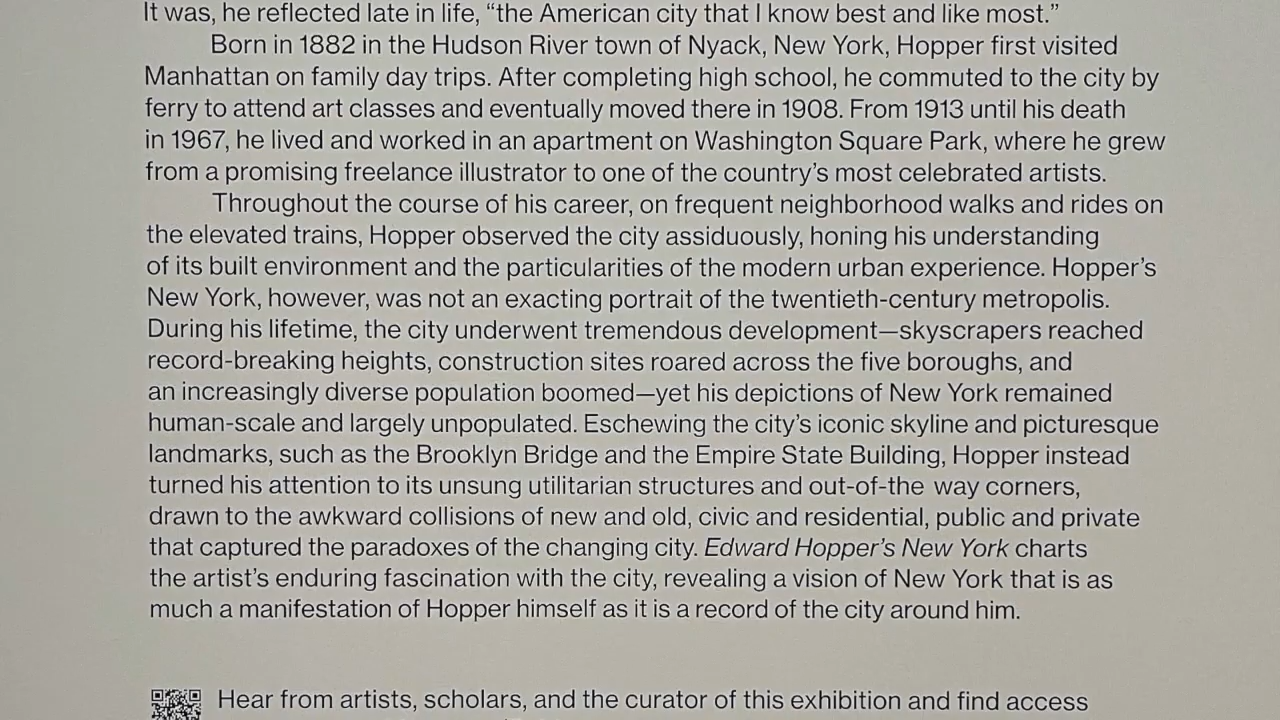 It was, he reflected late in life, “the American city that I know best and like most.”
Born in 1882 in the Hudson River town of Nyack, New York, Hopper first visited
Manhattan on family day trips. After completing high school, he commuted to the city by
ferry to attend art classes and eventually moved there in 1908. From 1913 until his death
in 1967, he lived and worked in an apartment on Washington Square Park, where he grew
from a promising freelance illustrator to one of the country’s most celebrated artists.
Throughout the course of his career, on frequent neighborhood walks and rides on
the elevated trains, Hopper observed the city assiduously, honing his understanding
of its built environment and the particularities of the modern urban experience. Hopper’s
New York, however, was not an exacting portrait of the twentieth-century metropolis.
During his lifetime, the city underwent tremendous development—skyscrapers reached
record-breaking heights, construction sites roared across the five boroughs, and
an increasingly diverse population boomed—yet his depictions of New York remained
human-scale and largely unpopulated. Eschewing the city’s iconic skyline and picturesque
landmarks, such as the Brooklyn Bridge and the Empire State Building, Hopper instead
turned his attention to its unsung utilitarian structures and out-of-the way corners,
drawn to the awkward collisions of new and old, civic and residential, public and private
that captured the paradoxes of the changing city. Edward Hopper’s New York charts
the artist’s enduring fascination with the city, revealing a vision of New York that is as
much a manifestation of Hopper himself as it is a record of the city around him.
Hear from artists, scholars, and the curator of this exhibition and find access